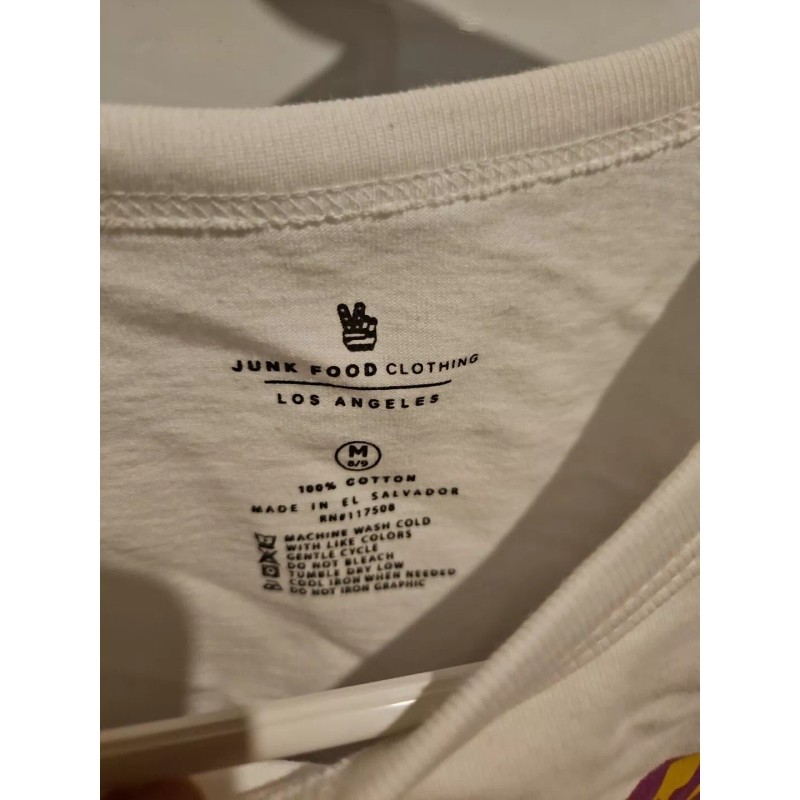 JUNK FOOD CLOTHING
LOS ANGELES
M
8/9
100% COTTON
MADE IN EL SALVADOR
RN#117508
MACHINE WASH COLD
WITH LIKE COLORS
GENTLE CYCLE
DO NOT BLEACH
TUMBLE DRY LOW
COOL IRON WHEN NEEDED
DO NOT IRON GRAPHIC